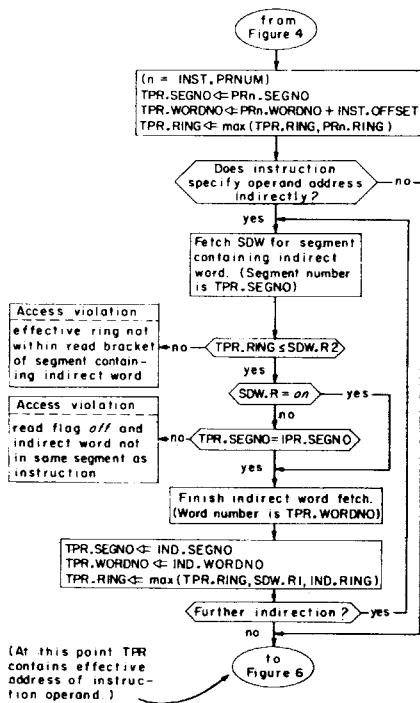 from
Figure 4
(n = INST.PRNUM)
TPR.SEGNO⇐PRn.SEGNO
TPR.WORDNO⇐PRn.WORDNO + INST.OFFSET
TPR.RING⇐ max(TPR.RING,PRn.RING)
Does instruction
specify operand address
indirectly?
no
yes
Fetch SDW for segment
containing indirect
word. (Segment number
is TPR.SEGNO)
Access violation
effective ring not
within read bracket
of segment contain-
ing indirect word
no
TPR.RING≤SDW.R2
yes
SDW.R = on
yes
no
Access violation
read flag off and
indirect word not
in same segment as
instruction
no
TPR.SEGNO=IPR.SEGNO
yes
Finish indirect word fetch.
(Word number is TPR.WORDNO)
TPR.SEGNO⇐ IND.SEGNO
TPR.WORDNO⇐ IND.WORDNO
TPR.RING⇐ max(TPR.RING,SDW.R1,IND.RING)
Further indirection?
yes
no
(At this point TPR
contains effective
address of instruc-
tion operand.)
to
Figure 6